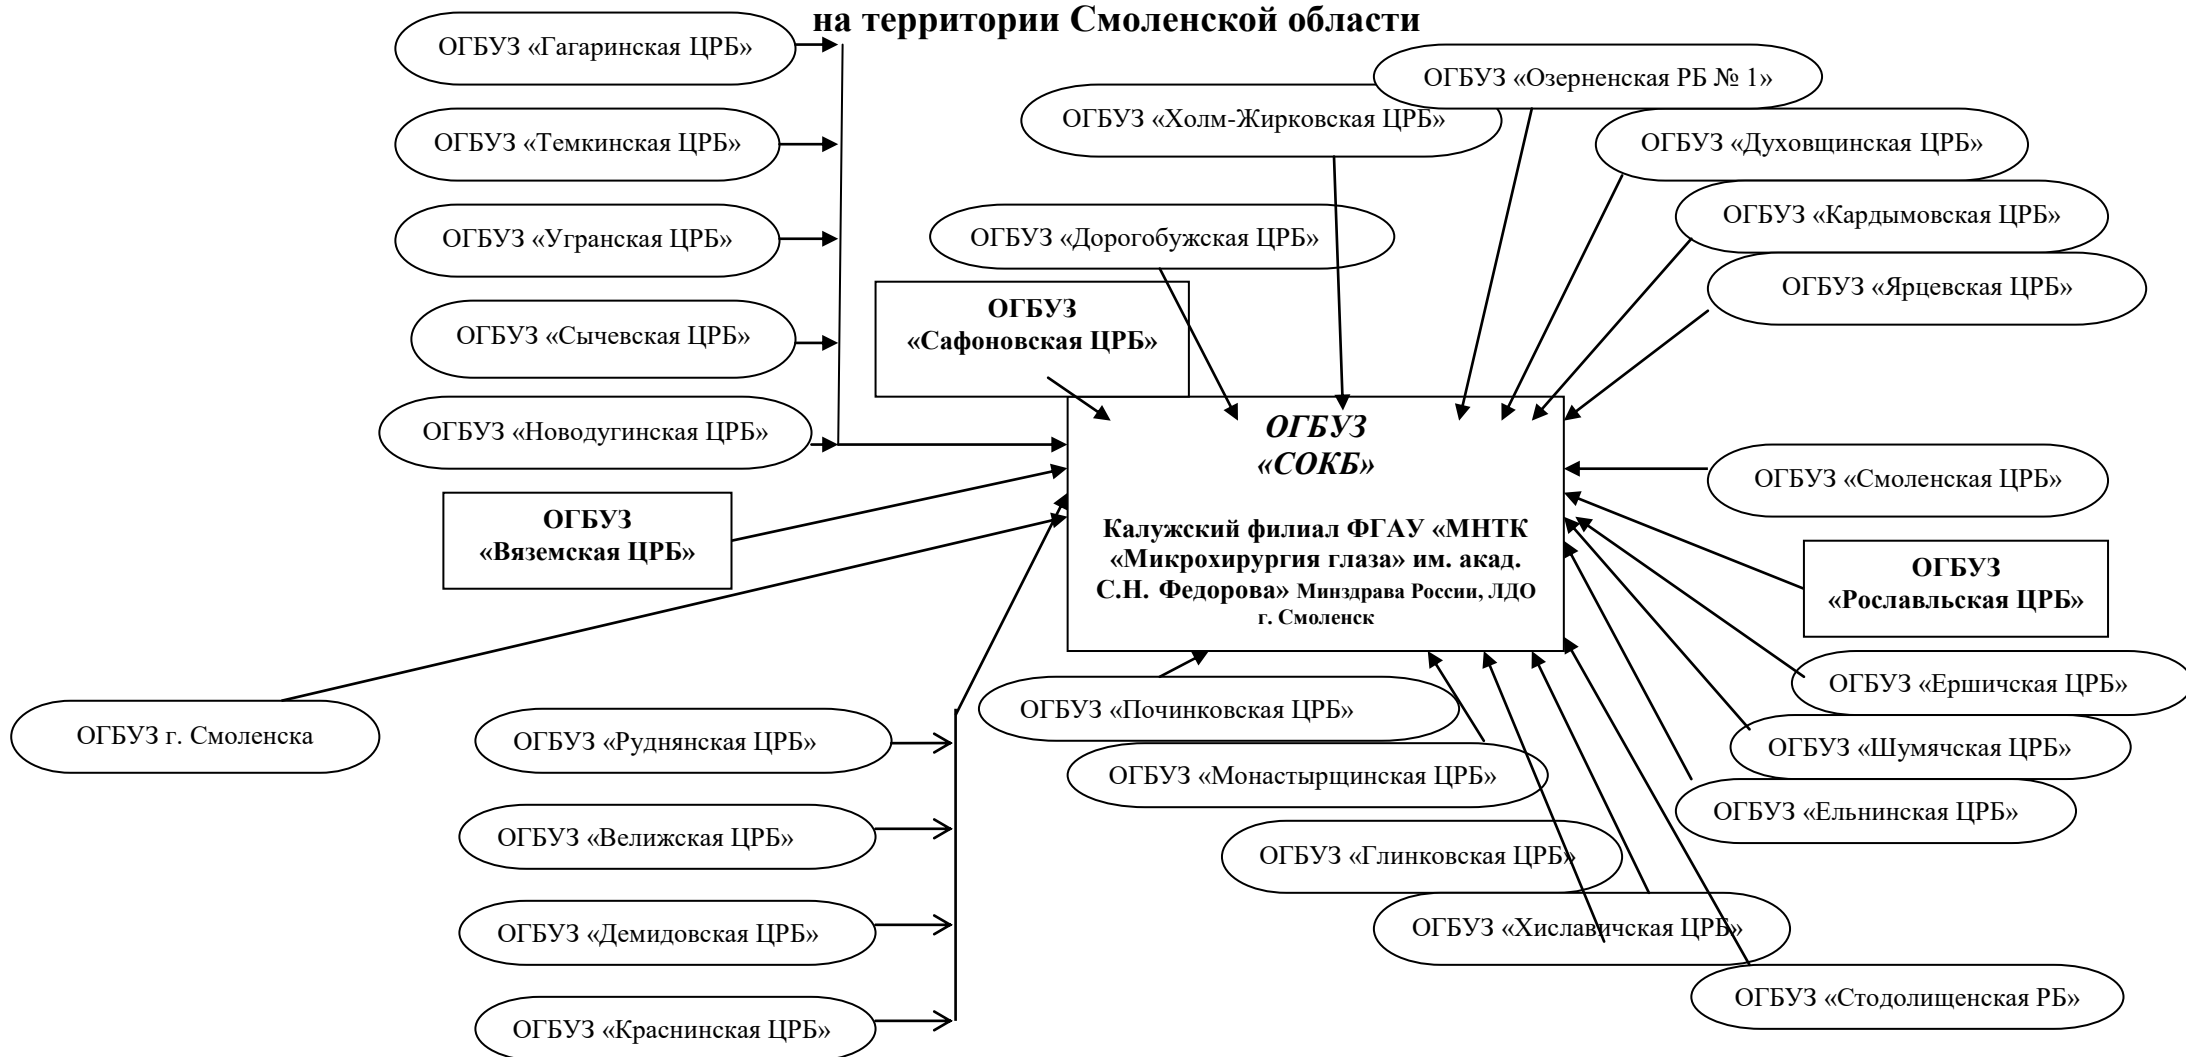 на территории Смоленской области
ОГБУЗ «Гагаринская ЦРБ»
ОГБУЗ «Озерненская РБ № 1»
ОГБУЗ «Холм-Жирковская ЦРБ»
ОГБУЗ «Темкинская ЦРБ»
ОГБУЗ «Духовщинская ЦРБ»
ОГБУЗ «Кардымовская ЦРБ»
ОГБУЗ «Угранская ЦРБ»
ОГБУЗ «Дорогобужская ЦРБ»
ОГБУЗ «Ярцевская ЦРБ»
ОГБУЗ
«Сафоновская ЦРБ»
ОГБУЗ «Сычевская ЦРБ»
ОГБУЗ «Новодугинская ЦРБ»
ОГБУЗ
«СОКБ»
Калужский филиал ФГАУ «МНТК
«Микрохирургия глаза» им. акад.
С.Н. Федорова» Минздрава России, ЛДО
г. Смоленск
ОГБУЗ «Смоленская ЦРБ»
ОГБУЗ
«Вяземская ЦРБ»
ОГБУЗ
«Рославльская ЦРБ»
ОГБУЗ «Ершичская ЦРБ»
ОГБУЗ «Починковская ЦРБ»
ОГБУЗ г. Смоленска
ОГБУЗ «Руднянская ЦРБ»
ОГБУЗ «Шумячская ЦРБ»
ОГБУЗ «Монастырщинская ЦРБ»
ОГБУЗ «Ельнинская ЦРБ»
ОГБУЗ «Велижская ЦРБ»
ОГБУЗ «Глинковская ЦРБ»
ОГБУЗ «Хиславичская ЦРБ»
ОГБУЗ «Демидовская ЦРБ»
ОГБУЗ «Стодолищенская РБ»
ОГБУЗ «Краснинская ЦРБ»